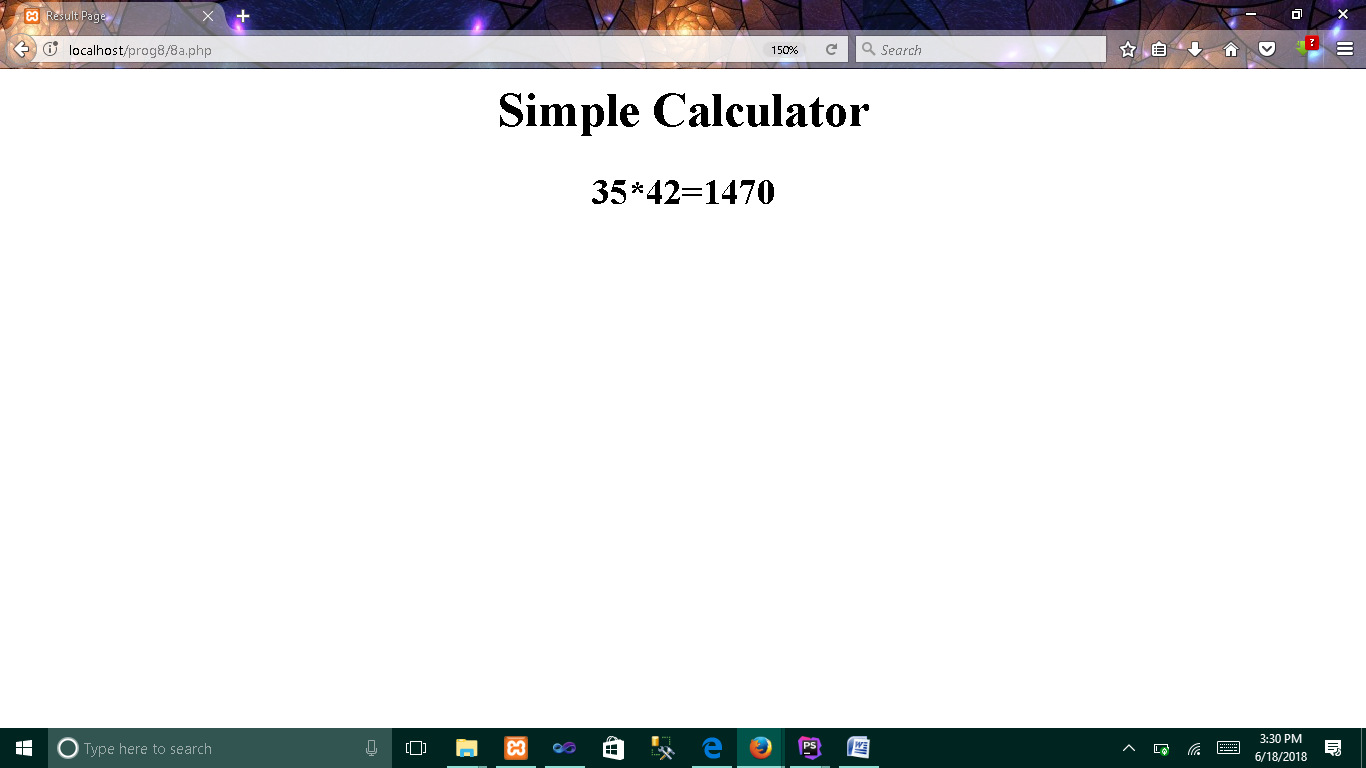 Result Page
localhost/prog8/8a.php
150%
Search
?
Simple Calculator
35*42=1470
Type here to search
PS
W
3:30 PM
6/18/2018